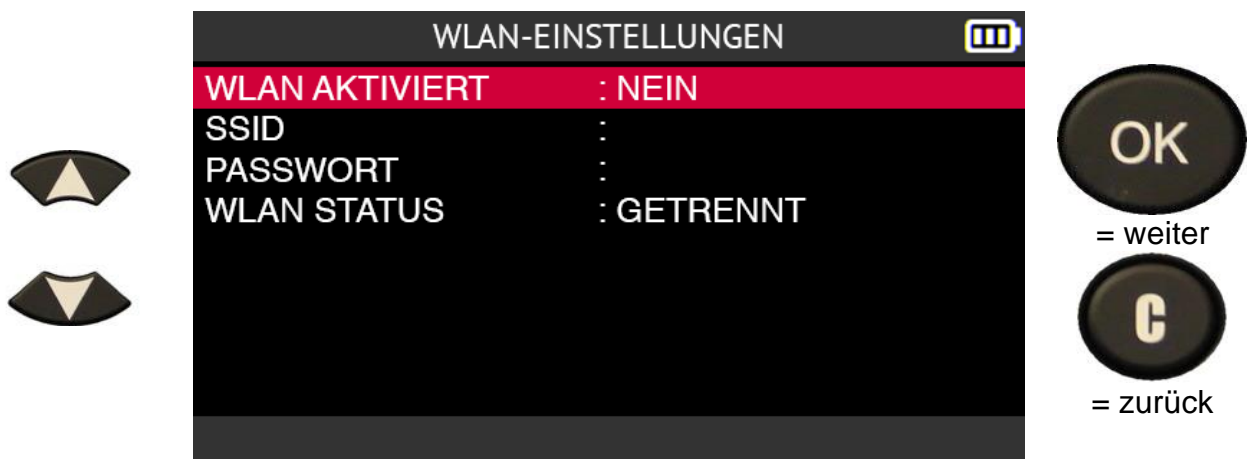 WLAN-EINSTELLUNGEN
WLAN AKTIVIERT : NEIN
SSID :
PASSWORT :
WLAN STATUS : GETRENNT
OK
= weiter
C
= zurück